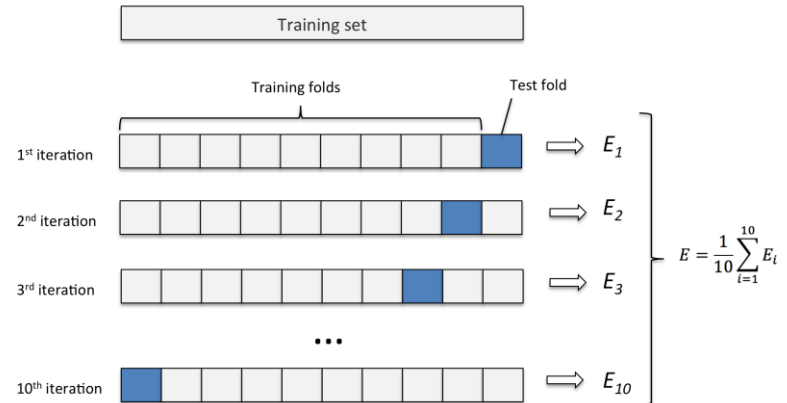 Training set
Training folds
Test fold
1st iteration
E1
2nd iteration
E2
3rd iteration
E3
E = 1/10 ∑_{i=1}^{10} Ei
...
10th iteration
E10